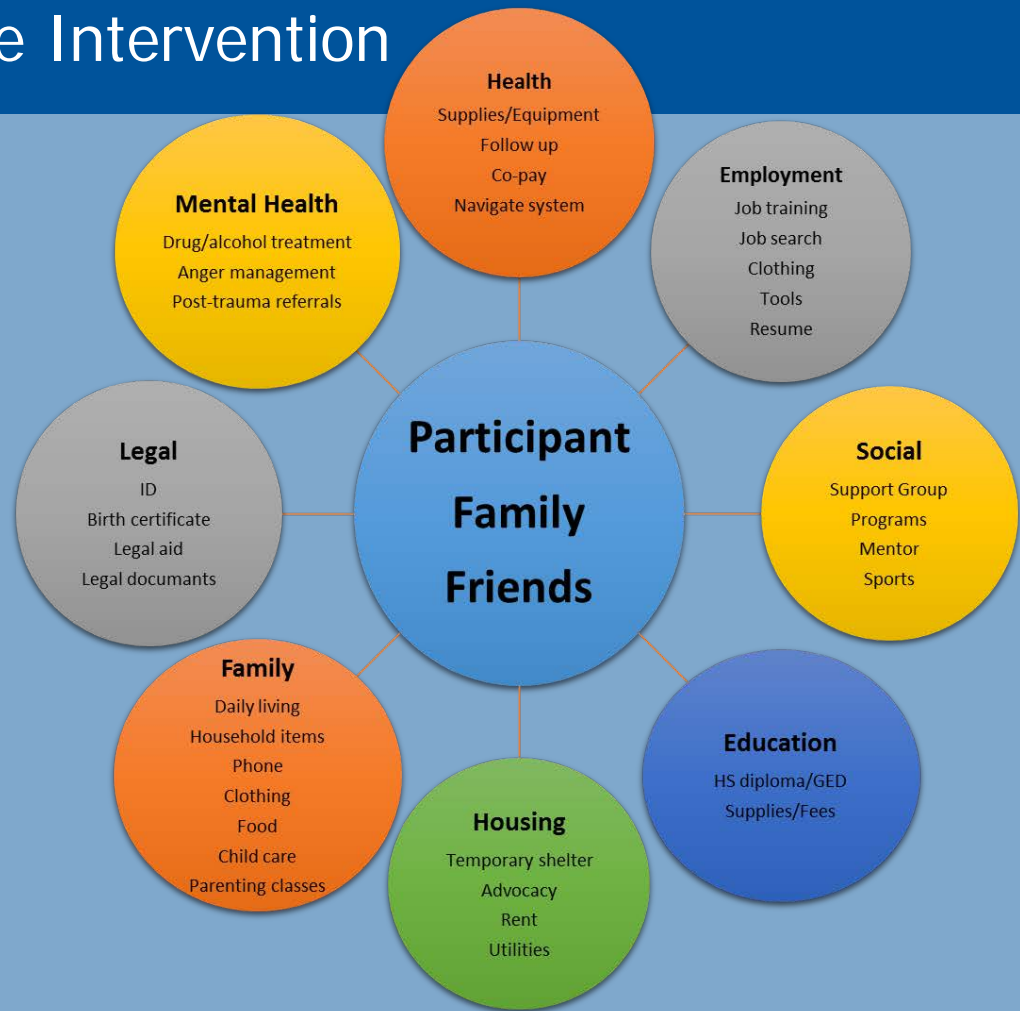 e Intervention
Health
Supplies/Equipment
Follow up
Co-pay
Navigate system
Employment
Job training
Job search
Clothing
Tools
Resume
Social
Support Group
Programs
Mentor
Sports
Education
HS diploma/GED
Supplies/Fees
Housing
Temporary shelter
Advocacy
Rent
Utilities
Family
Daily living
Household items
Phone
Clothing
Food
Child care
Parenting classes
Legal
ID
Birth certificate
Legal aid
Legal documants
Mental Health
Drug/alcohol treatment
Anger management
Post-trauma referrals
Participant
Family
Friends